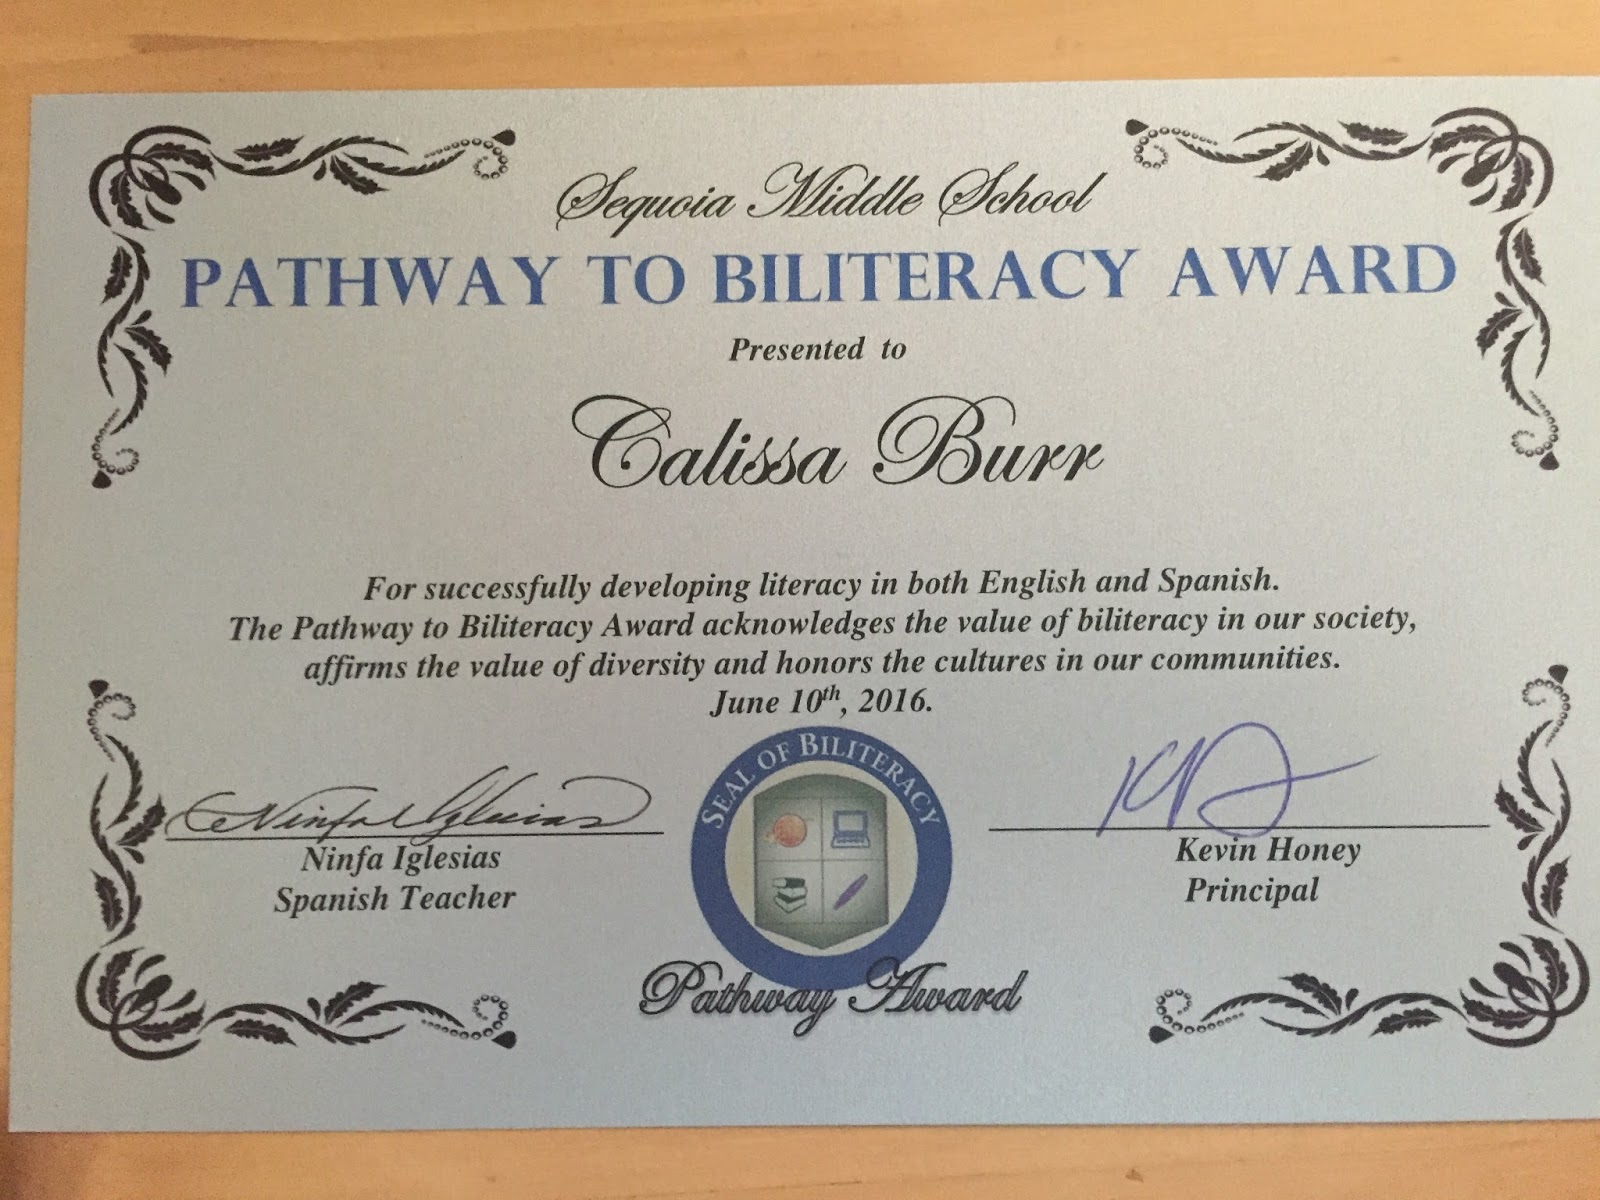 Sequoia Middle School
PATHWAY TO BILITERACY AWARD
Presented to
Calissa Burr
For successfully developing literacy in both English and Spanish.
The Pathway to Biliteracy Award acknowledges the value of biliteracy in our society,
affirms the value of diversity and honors the cultures in our communities.
June 10th, 2016.
SEAL OF BILITERACY
Ninfa Iglesias
Ninfa Iglesias
Spanish Teacher
Kevin Honey
Principal
Pathway Award